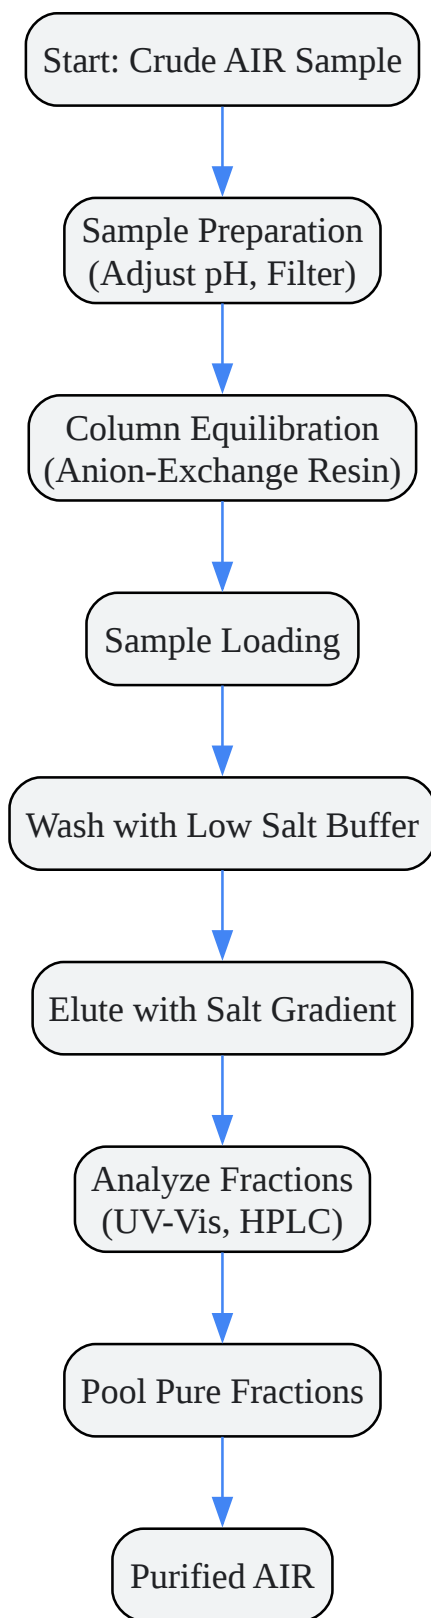 Start: Crude AIR Sample
Sample Preparation
(Adjust pH, Filter)
Column Equilibration
(Anion-Exchange Resin)
Sample Loading
Wash with Low Salt Buffer
Elute with Salt Gradient
Analyze Fractions
(UV-Vis, HPLC)
Pool Pure Fractions
Purified AIR